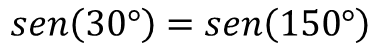 sen(30°) = sen(150°)